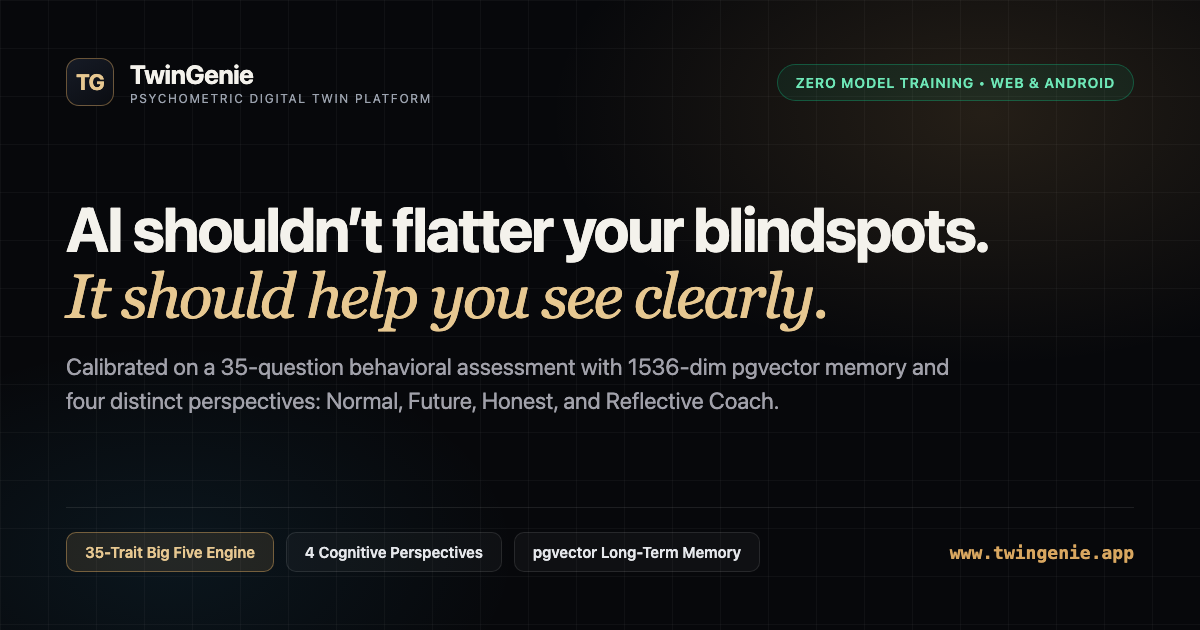 TG
TwinGenie
PSYCHOMETRIC DIGITAL TWIN PLATFORM
ZERO MODEL TRAINING • WEB & ANDROID
AI shouldn’t flatter your blindspots.
It should help you see clearly.
Calibrated on a 35-question behavioral assessment with 1536-dim pgvector memory and
four distinct perspectives: Normal, Future, Honest, and Reflective Coach.
35-Trait Big Five Engine
4 Cognitive Perspectives
pgvector Long-Term Memory
www.twingenie.app